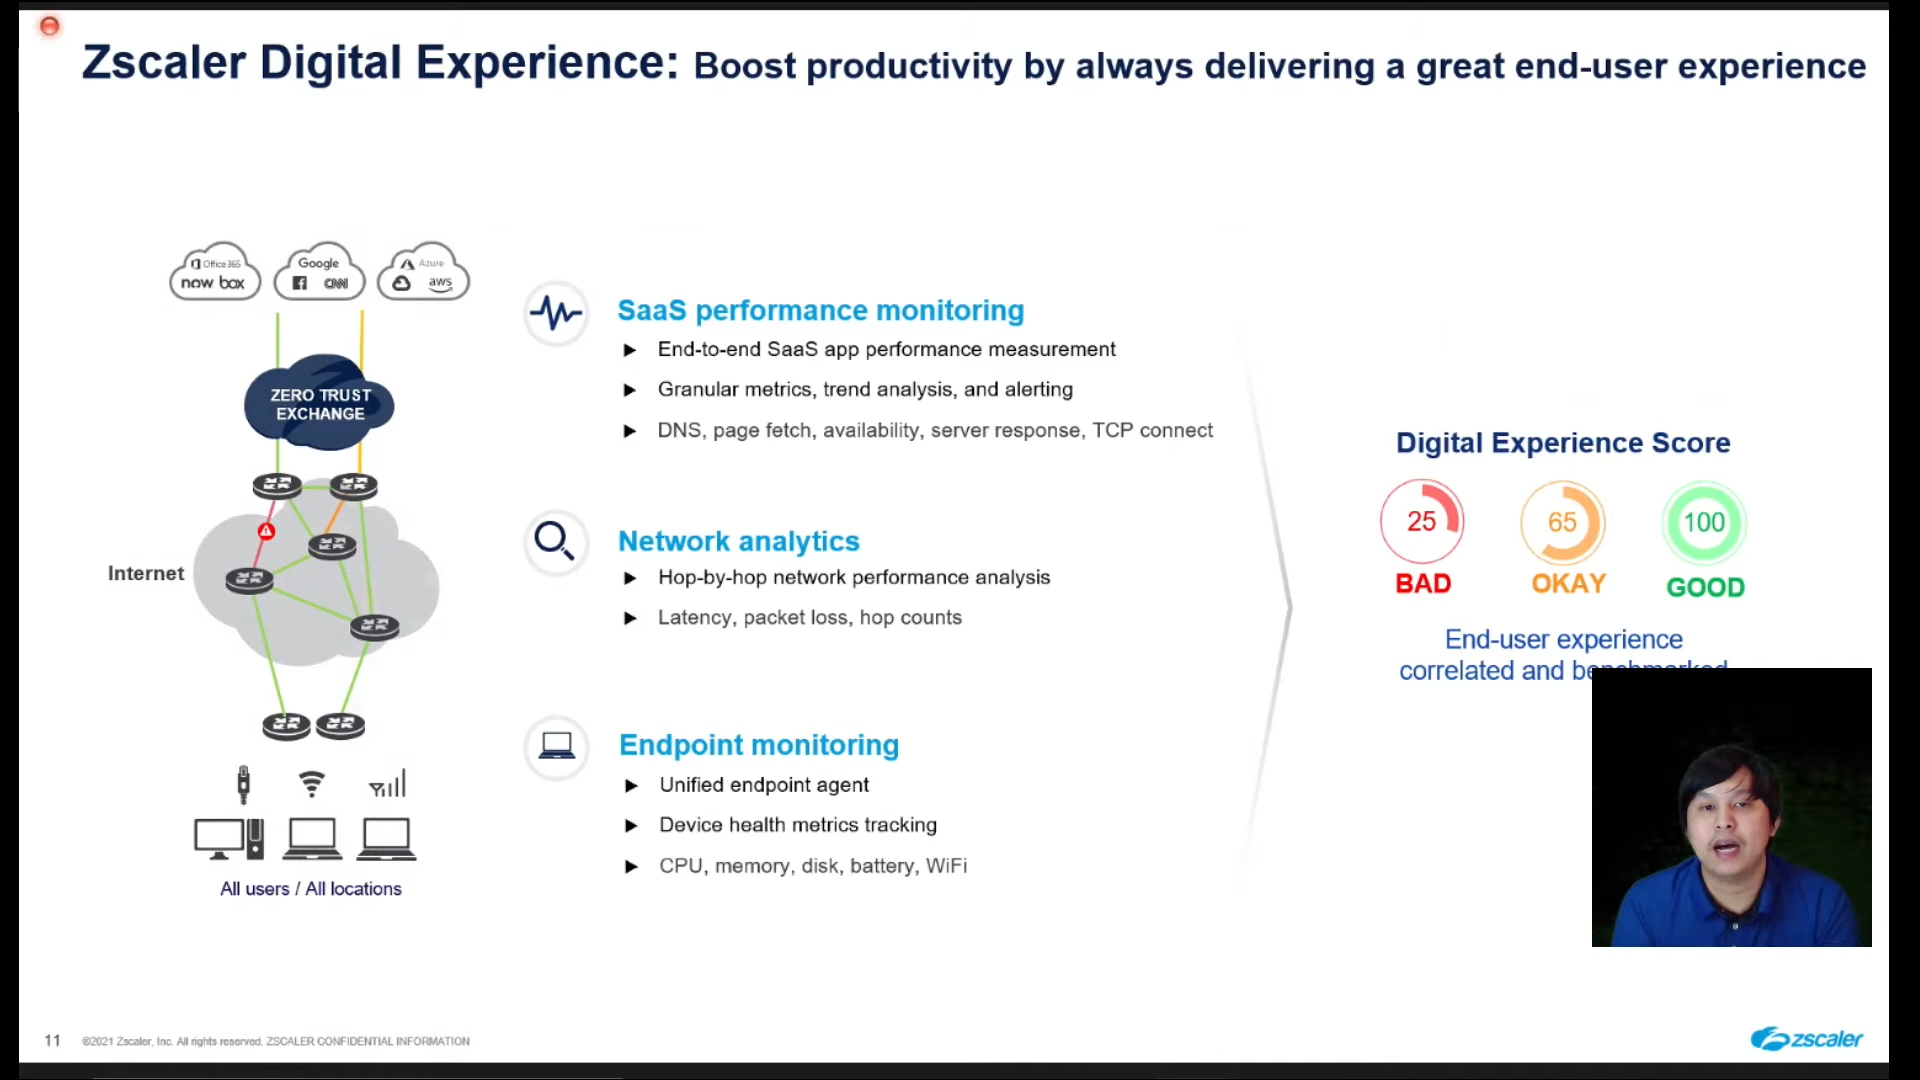 Zscaler Digital Experience: Boost productivity by always delivering a great end-user experience
Office 365
now box
Google
CNN
Azure
aws
ZERO TRUST
EXCHANGE
Internet
All users / All locations
SaaS performance monitoring
End-to-end SaaS app performance measurement
Granular metrics, trend analysis, and alerting
DNS, page fetch, availability, server response, TCP connect
Network analytics
Hop-by-hop network performance analysis
Latency, packet loss, hop counts
Endpoint monitoring
Unified endpoint agent
Device health metrics tracking
CPU, memory, disk, battery, WiFi
Digital Experience Score
25
65
100
BAD
OKAY
GOOD
End-user experience
correlated and benchmarked
11
©2021 Zscaler, Inc. All rights reserved. ZSCALER CONFIDENTIAL INFORMATION
zscaler